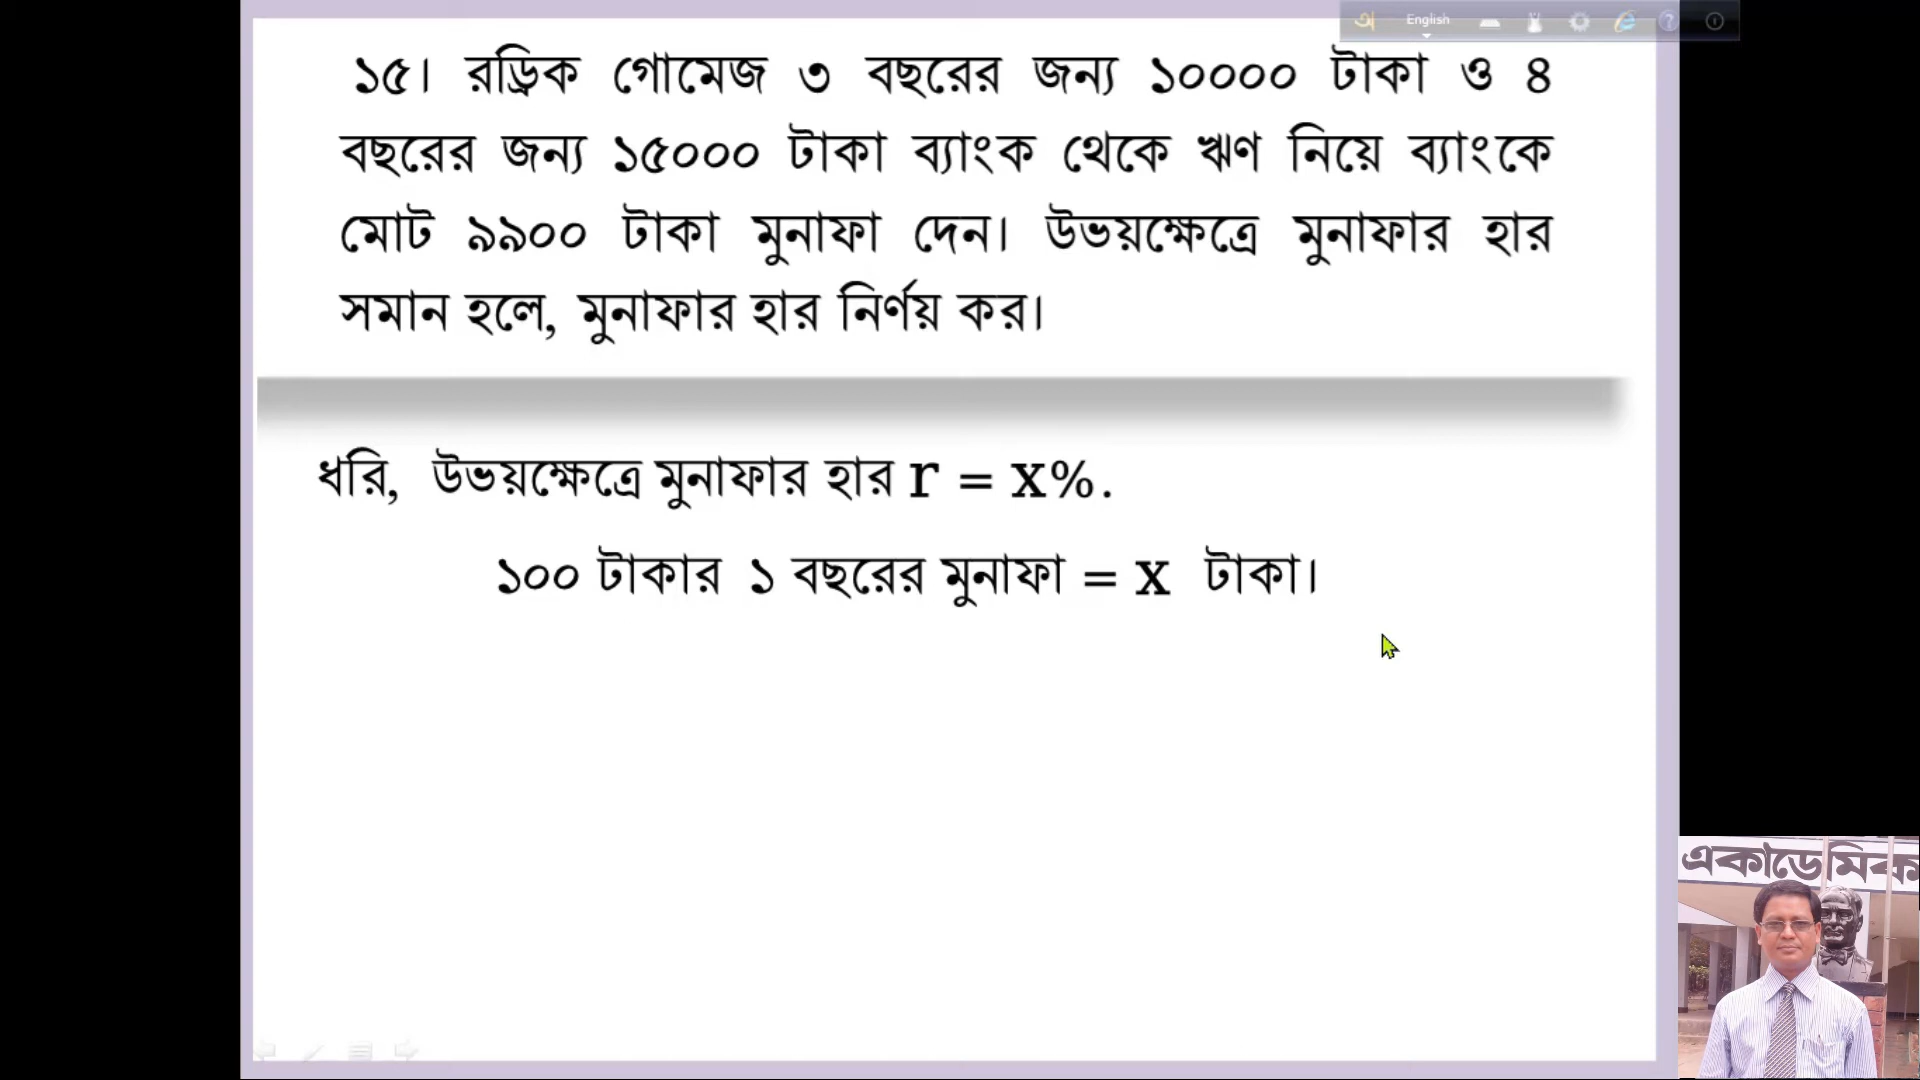 English
১৫। রড্রিক গোমেজ ৩ বছরের জন্য ১০০০০ টাকা ও ৪
বছরের জন্য ১৫০০০ টাকা ব্যাংক থেকে ঋণ নিয়ে ব্যাংকে
মোট ৯৯০০ টাকা মুনাফা দেন। উভয়ক্ষেত্রে মুনাফার হার
সমান হলে, মুনাফার হার নির্ণয় কর।
ধরি, উভয়ক্ষেত্রে মুনাফার হার r = x%.
১০০ টাকার ১ বছরের মুনাফা = x টাকা।
একাডেমিক